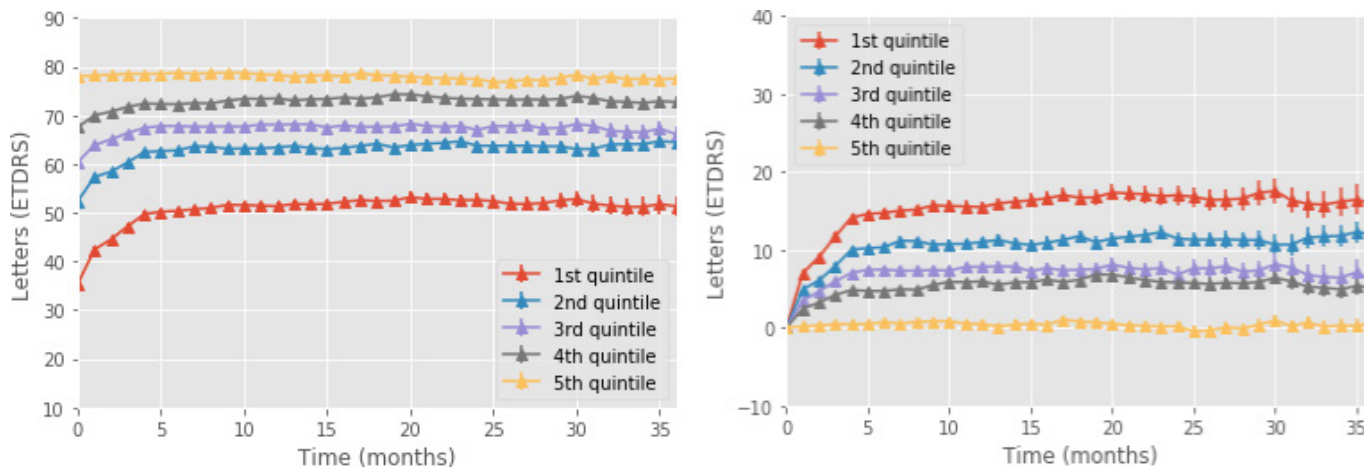 90
80
70
60
50
40
30
20
10
Letters (ETDRS)
1st quintile
2nd quintile
3rd quintile
4th quintile
5th quintile
0 5 10 15 20 25 30 35
Time (months)
40
30
20
10
0
−10
Letters (ETDRS)
1st quintile
2nd quintile
3rd quintile
4th quintile
5th quintile
0 5 10 15 20 25 30 35
Time (months)